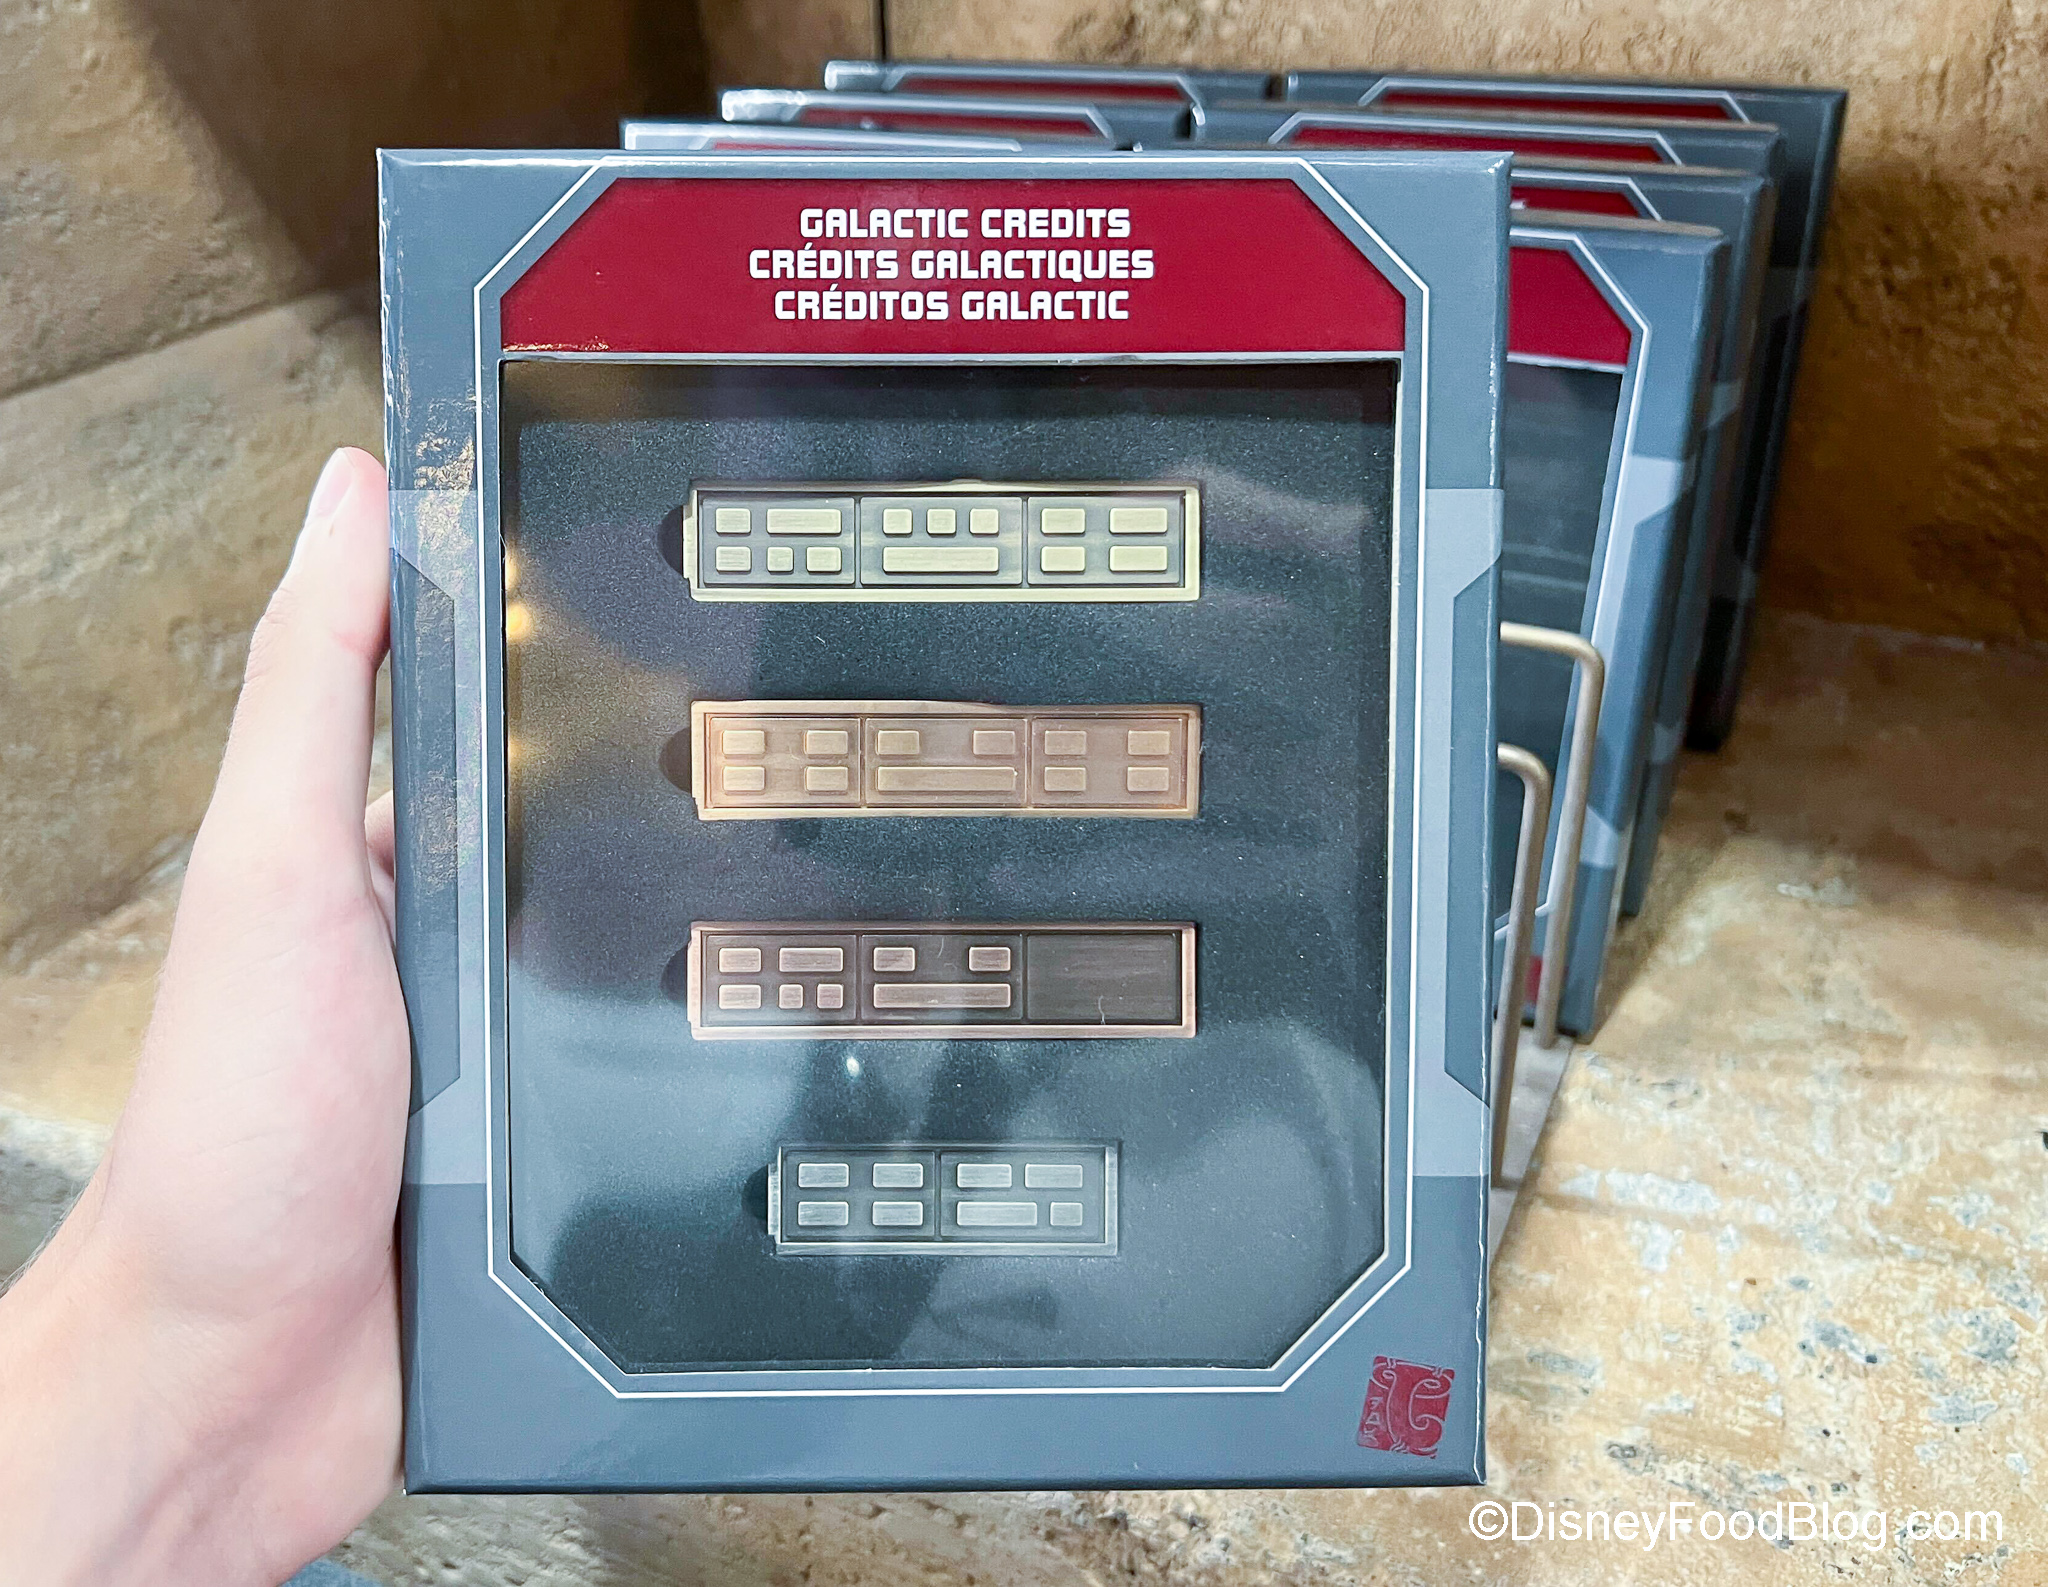 GALACTIC CREDITS
CRÉDITS GALACTIQUES
CRÉDITOS GALACTIC
©DisneyFoodBlog.com